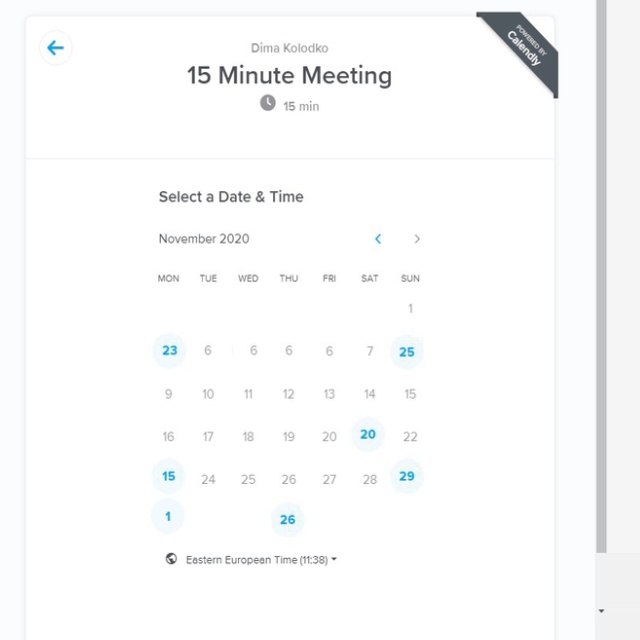 POWERED BY
Calendly
Dima Kolodko
15 Minute Meeting
15 min
Select a Date & Time
November 2020
MON TUE WED THU FRI SAT SUN
1
23 6 6 6 6 7 25
9 10 11 12 13 14 15
16 17 18 19 20 20 22
15 24 25 26 27 28 29
1 26
Eastern European Time (11:38)